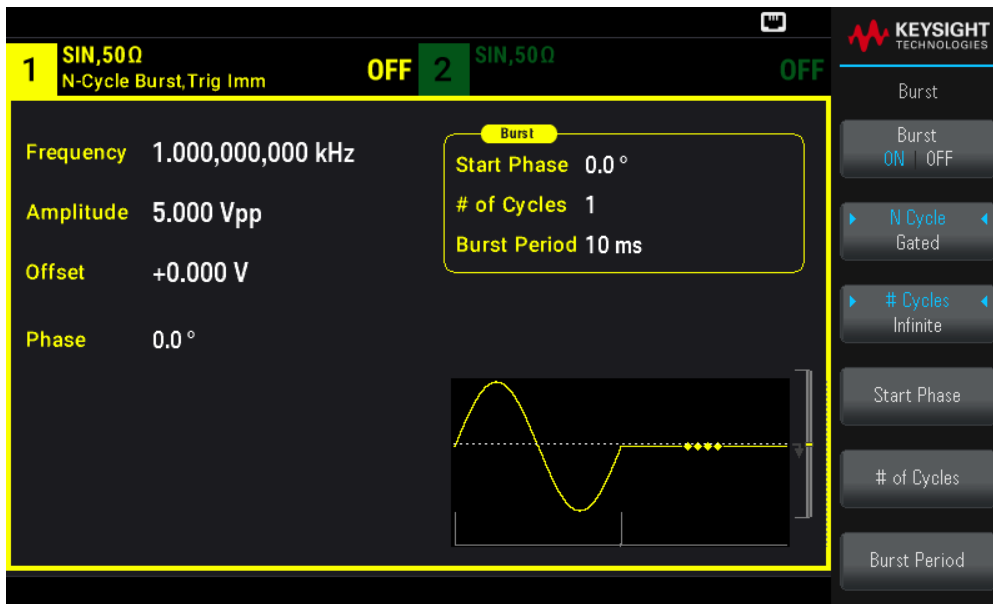 1
SIN,50Ω
N-Cycle Burst,Trig Imm
OFF
2
SIN,50Ω
OFF
Frequency 1.000,000,000 kHz
Amplitude 5.000 Vpp
Offset +0.000 V
Phase 0.0 °
Burst
Start Phase 0.0 °
# of Cycles 1
Burst Period 10 ms
KEYSIGHT
TECHNOLOGIES
Burst
Burst
ON | OFF
N Cycle
Gated
# Cycles
Infinite
Start Phase
# of Cycles
Burst Period